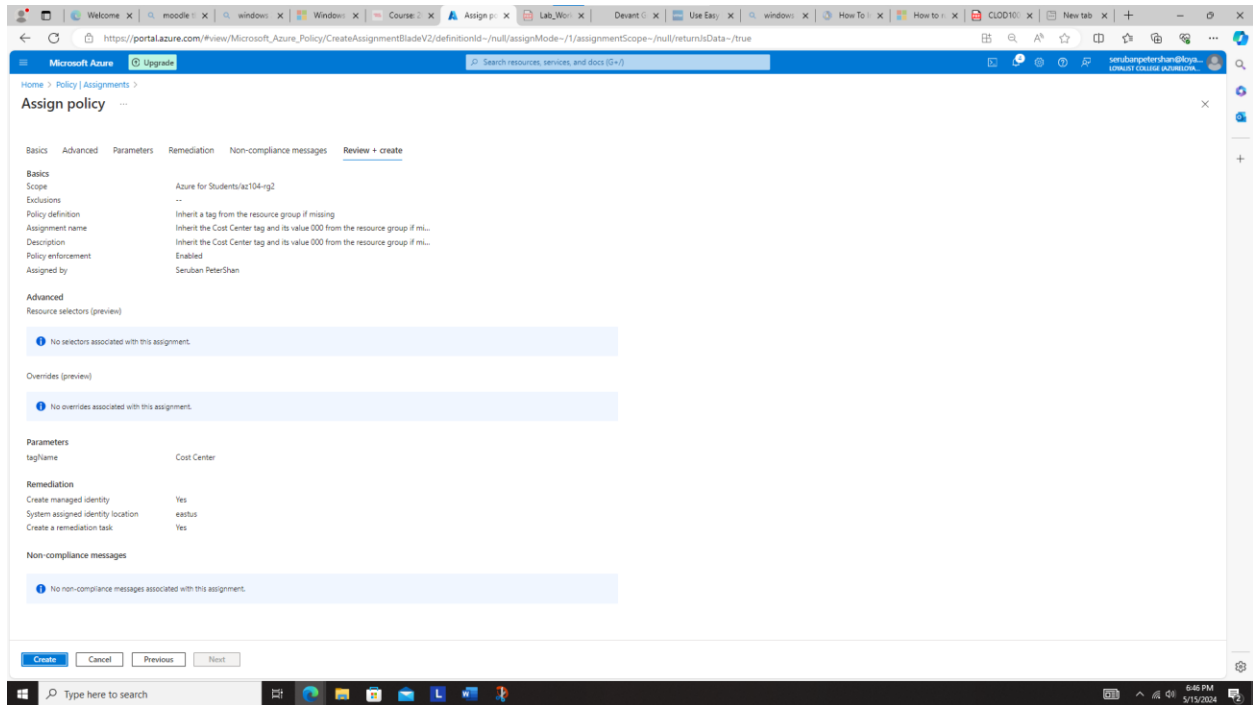 Welcome
moodle
windows
Windows
Course: 2
Assign po
Lab_Work
Devant G
Use Easy
windows
How To
How to
CLOD10
New tab
https://portal.azure.com/#view/Microsoft_Azure_Policy/CreateAssignmentBladeV2/definitionId~/null/assignMode~/1/assignmentScope~/null/returnJsData~/true
Microsoft Azure
Upgrade
Search resources, services, and docs (G+/)
serubanpetershan@loya...
LOYALIST COLLEGE (AZURELOYA...
Home > Policy | Assignments >
Assign policy ...
Basics Advanced Parameters Remediation Non-compliance messages Review + create
Basics
Scope Azure for Students/az104-rg2
Exclusions --
Policy definition Inherit a tag from the resource group if missing
Assignment name Inherit the Cost Center tag and its value 000 from the resource group if mi...
Description Inherit the Cost Center tag and its value 000 from the resource group if mi...
Policy enforcement Enabled
Assigned by Seruban PeterShan
Advanced
Resource selectors (preview)
No selectors associated with this assignment.
Overrides (preview)
No overrides associated with this assignment.
Parameters
tagName Cost Center
Remediation
Create managed identity Yes
System assigned identity location eastus
Create a remediation task Yes
Non-compliance messages
No non-compliance messages associated with this assignment.
Create Cancel Previous Next
Type here to search
6:46 PM
5/15/2024